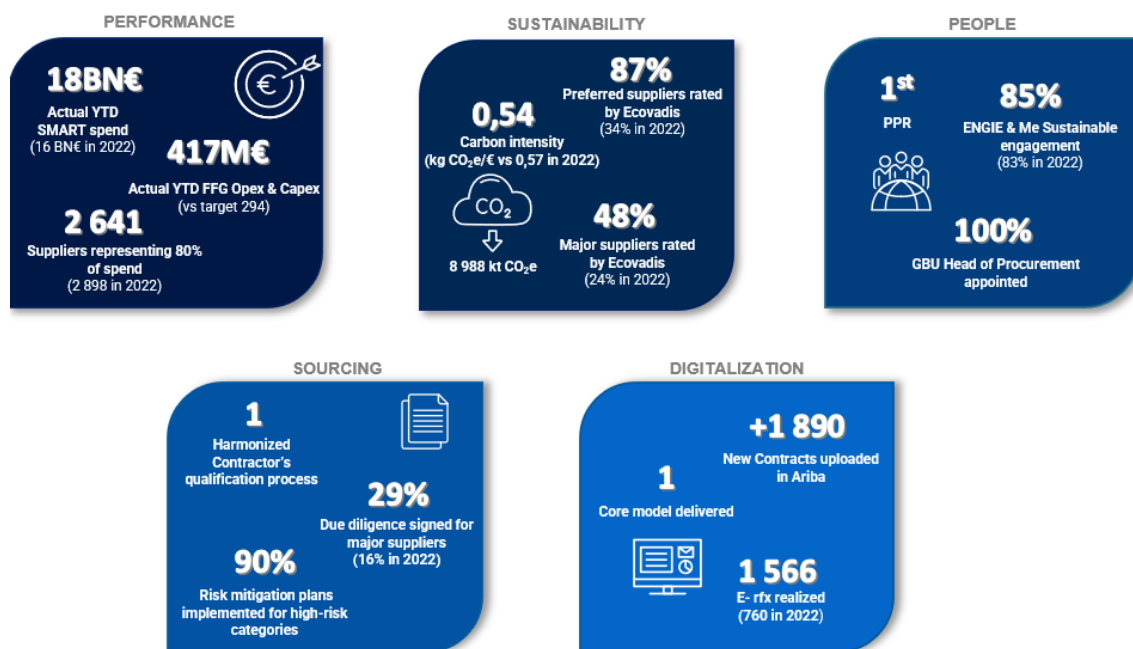 PERFORMANCE
18BN€
Actual YTD
SMART spend
(16 BN€ in 2022)
€
417M€
Actual YTD FFG Opex & Capex
(vs target 294)
2 641
Suppliers representing 80%
of spend
(2 898 in 2022)
SUSTAINABILITY
87%
Preferred suppliers rated
by Ecovadis
(34% in 2022)
0,54
Carbon intensity
(kg CO₂e/€ vs 0,57 in 2022)
CO₂
8 988 kt CO₂e
48%
Major suppliers rated
by Ecovadis
(24% in 2022)
PEOPLE
1st
PPR
85%
ENGIE & Me Sustainable
engagement
(83% in 2022)
100%
GBU Head of Procurement
appointed
SOURCING
1
Harmonized
Contractor's
qualification process
29%
Due diligence signed for
major suppliers
(16% in 2022)
90%
Risk mitigation plans
implemented for high-risk
categories
DIGITALIZATION
+1 890
New Contracts uploaded
in Ariba
1
Core model delivered
1 566
E- rfx realized
(760 in 2022)